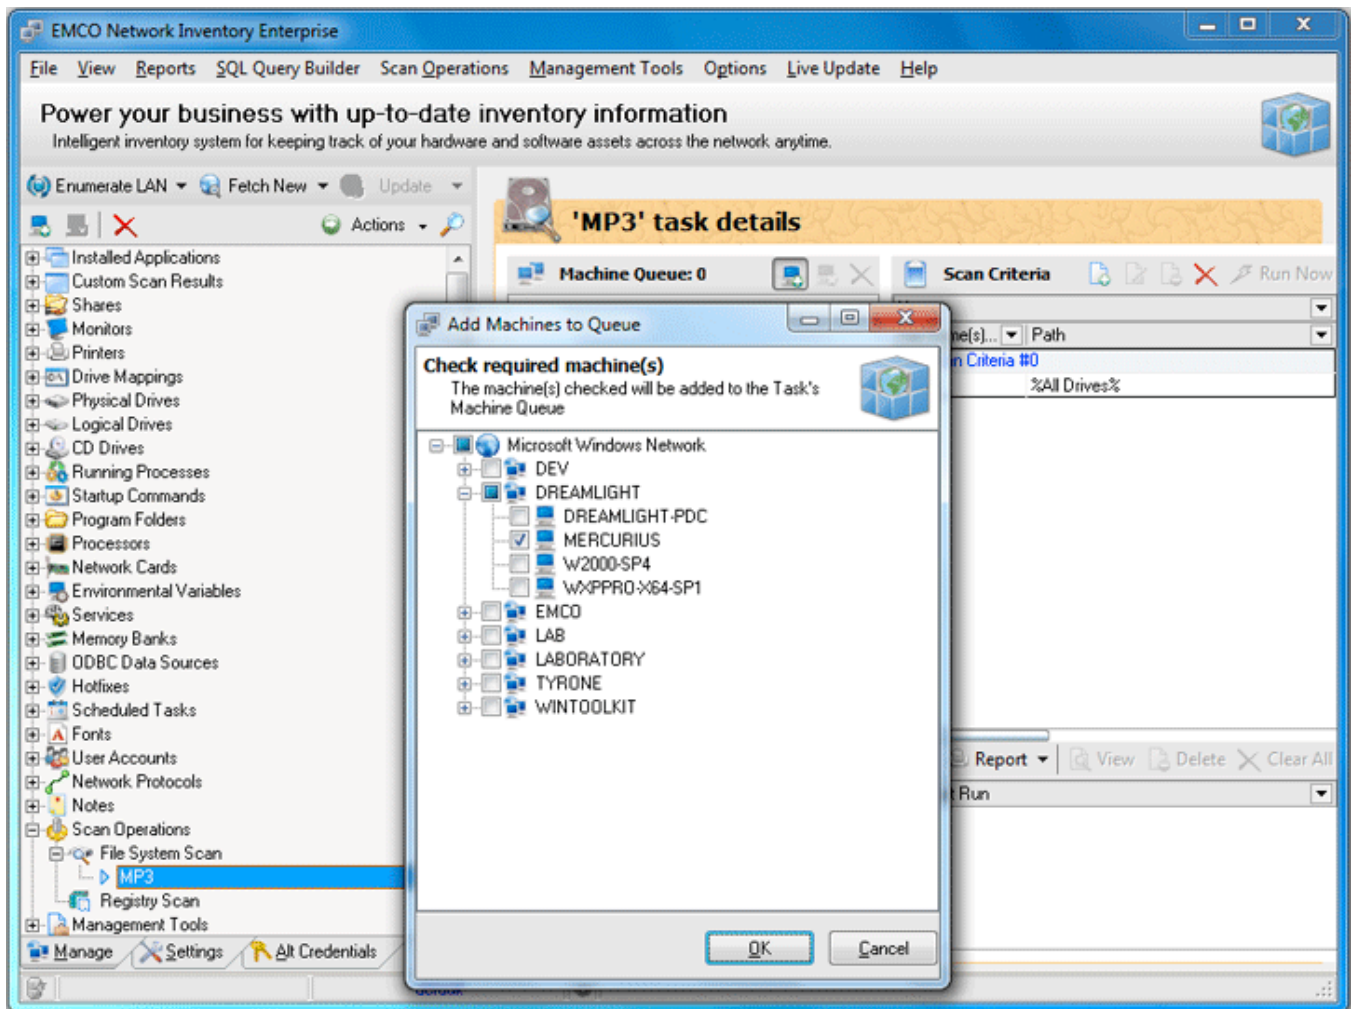 EMCO Network Inventory Enterprise
File View Reports SQL Query Builder Scan Operations Management Tools Options Live Update Help
Power your business with up-to-date inventory information
Intelligent inventory system for keeping track of your hardware and software assets across the network anytime.
Enumerate LAN Fetch New Update
Actions
Installed Applications
Custom Scan Results
Shares
Monitors
Printers
Drive Mappings
Physical Drives
Logical Drives
CD Drives
Running Processes
Startup Commands
Program Folders
Processors
Network Cards
Environmental Variables
Services
Memory Banks
ODBC Data Sources
Hotfixes
Scheduled Tasks
Fonts
User Accounts
Network Protocols
Notes
Scan Operations
File System Scan
MP3
Registry Scan
Management Tools
Manage Settings Alt Credentials
'MP3' task details
Machine Queue: 0
Scan Criteria Run Now
me(s)... Path
n Criteria #0
%All Drives%
Report View Delete Clear All
t Run
Add Machines to Queue
Check required machine(s)
The machine(s) checked will be added to the Task's
Machine Queue
Microsoft Windows Network
DEV
DREAMLIGHT
DREAMLIGHT-PDC
MERCURIUS
W2000-SP4
WXPPRO-X64-SP1
EMCO
LAB
LABORATORY
TYRONE
WINTOOLKIT
OK Cancel